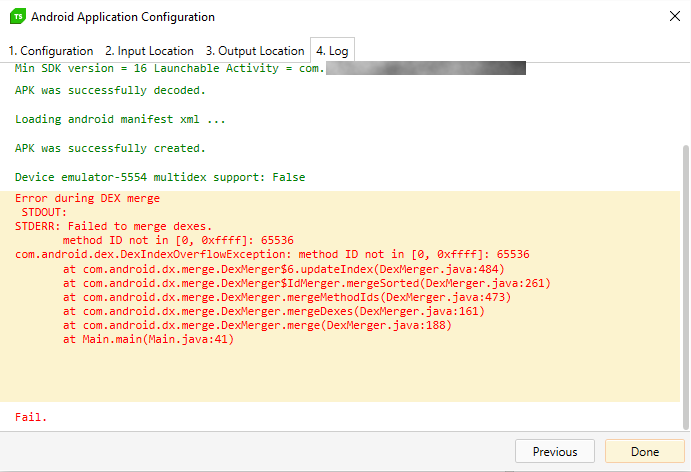 TS Android Application Configuration
1. Configuration 2. Input Location 3. Output Location 4. Log
Min SDK version = 16 Launchable Activity = com.
APK was successfully decoded.
Loading android manifest xml ...
APK was successfully created.
Device emulator-5554 multidex support: False
Error during DEX merge
STDOUT:
STDERR: Failed to merge dexes.
method ID not in [0, 0xffff]: 65536
com.android.dex.DexIndexOverflowException: method ID not in [0, 0xffff]: 65536
at com.android.dx.merge.DexMerger$6.updateIndex(DexMerger.java:484)
at com.android.dx.merge.DexMerger$IdMerger.mergeSorted(DexMerger.java:261)
at com.android.dx.merge.DexMerger.mergeMethodIds(DexMerger.java:473)
at com.android.dx.merge.DexMerger.mergeDexes(DexMerger.java:161)
at com.android.dx.merge.DexMerger.merge(DexMerger.java:188)
at Main.main(Main.java:41)
Fail.
Previous Done